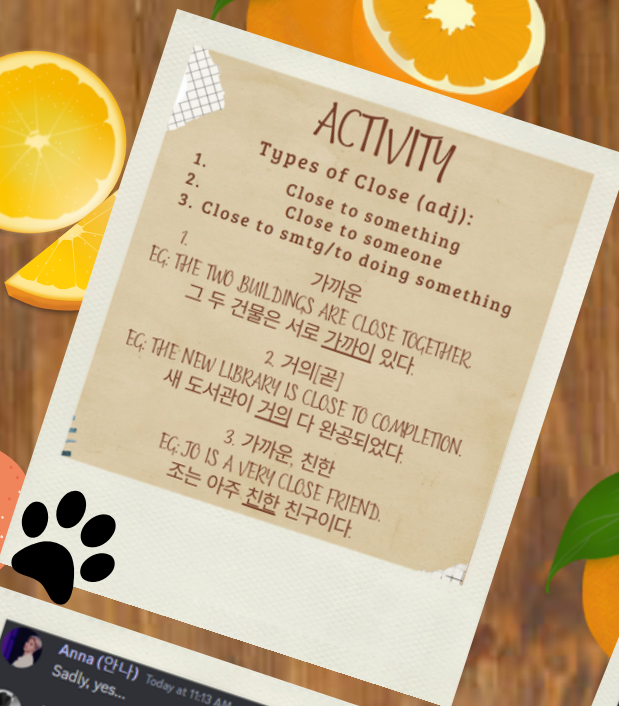 ACTIVITY
Types of Close (adj):
1. Close to something
2. Close to someone
3. Close to smtg/to doing something
1. 가까운
EG: THE TWO BUILDINGS ARE CLOSE TOGETHER.
그 두 건물은 서로 가까이 있다.
2. 거의[곧]
EG: THE NEW LIBRARY IS CLOSE TO COMPLETION.
새 도서관이 거의 다 완공되었다.
3. 가까운, 친한
EG: JO IS A VERY CLOSE FRIEND.
조는 아주 친한 친구이다.
Anna (안나) Today at 11:13 AM
Sadly, yes...